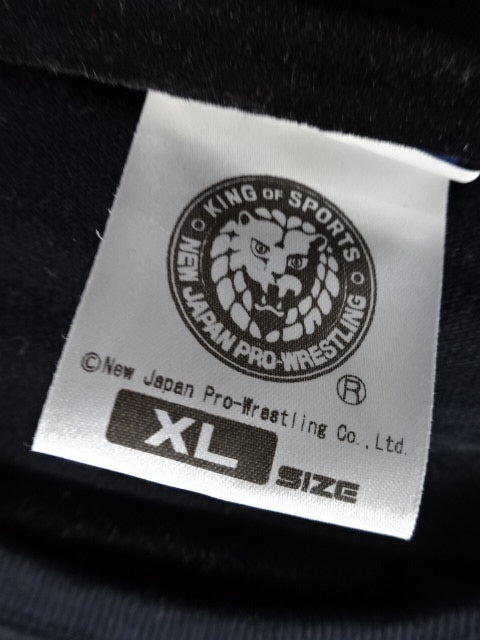 KING OF SPORTS
NEW JAPAN PRO-WRESTLING
®
©New Japan Pro-Wrestling Co.,Ltd.
XL SIZE